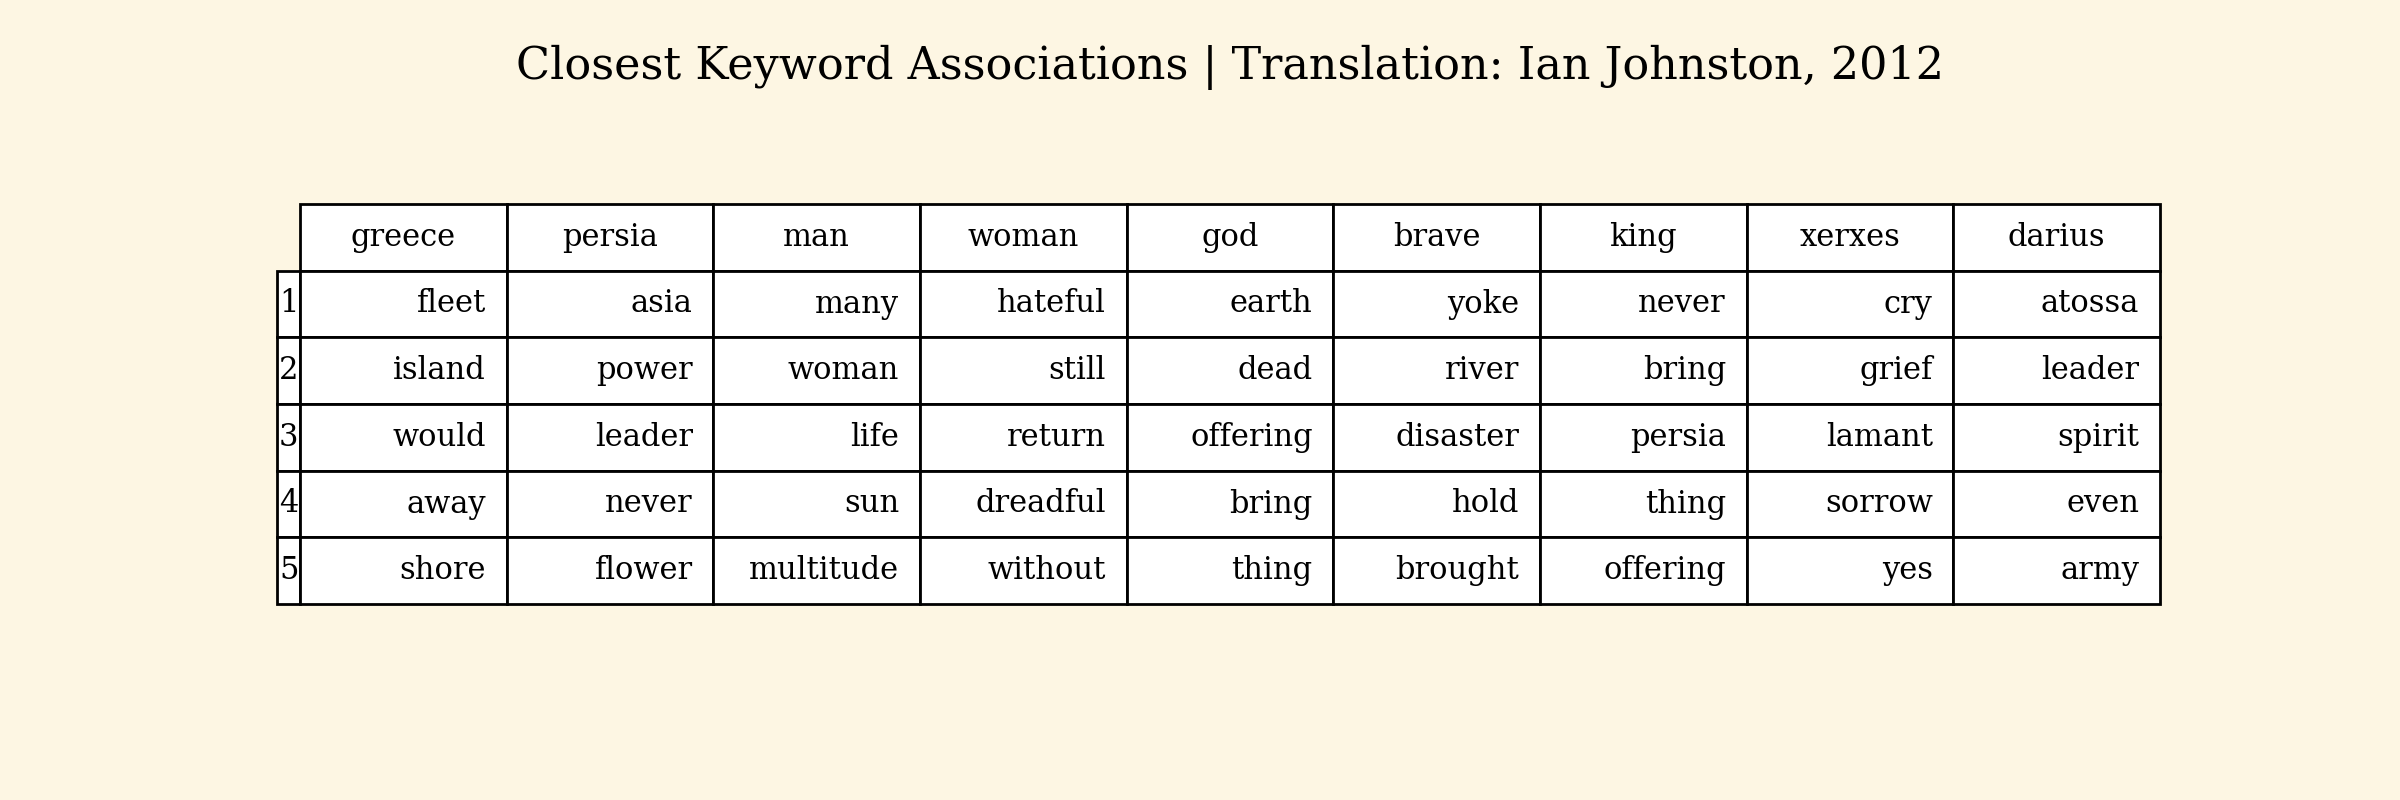 Closest Keyword Associations | Translation: Ian Johnston, 2012
greece persia man woman god brave king xerxes darius
1 fleet asia many hateful earth yoke never cry atossa
2 island power woman still dead river bring grief leader
3 would leader life return offering disaster persia lamant spirit
4 away never sun dreadful bring hold thing sorrow even
5 shore flower multitude without thing brought offering yes army